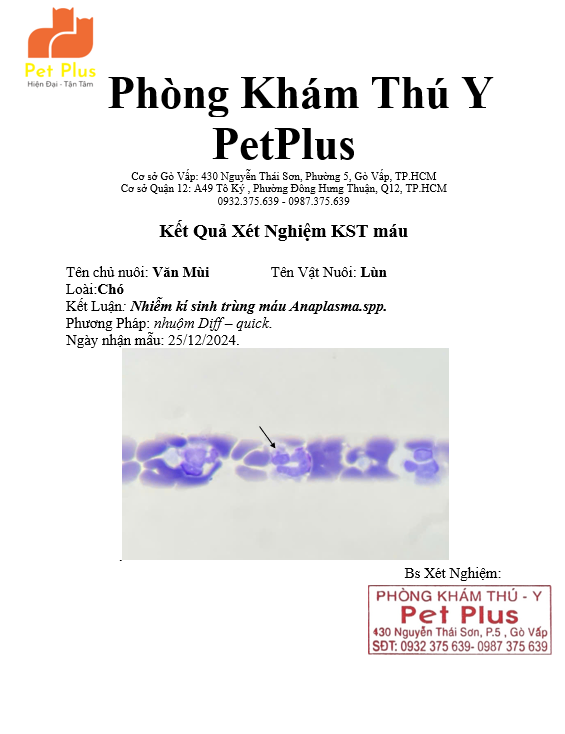 Pet Plus
Hiện Đại - Tận Tâm
Phòng Khám Thú Y
PetPlus
Cơ sở Gò Vấp: 430 Nguyễn Thái Sơn, Phường 5, Gò Vấp, TP.HCM
Cơ sở Quận 12: A49 Tô Ký , Phường Đông Hưng Thuận, Q12, TP.HCM
0932.375.639 - 0987.375.639
Kết Quả Xét Nghiệm KST máu
Tên chủ nuôi: Văn Mùi Tên Vật Nuôi: Lùn
Loài:Chó
Kết Luận: Nhiễm kí sinh trùng máu Anaplasma.spp.
Phương Pháp: nhuộm Diff – quick.
Ngày nhận mẫu: 25/12/2024.
Bs Xét Nghiệm:
PHÒNG KHÁM THÚ - Y
Pet Plus
430 Nguyễn Thái Sơn, P.5 , Gò Vấp
SĐT: 0932 375 639- 0987 375 639